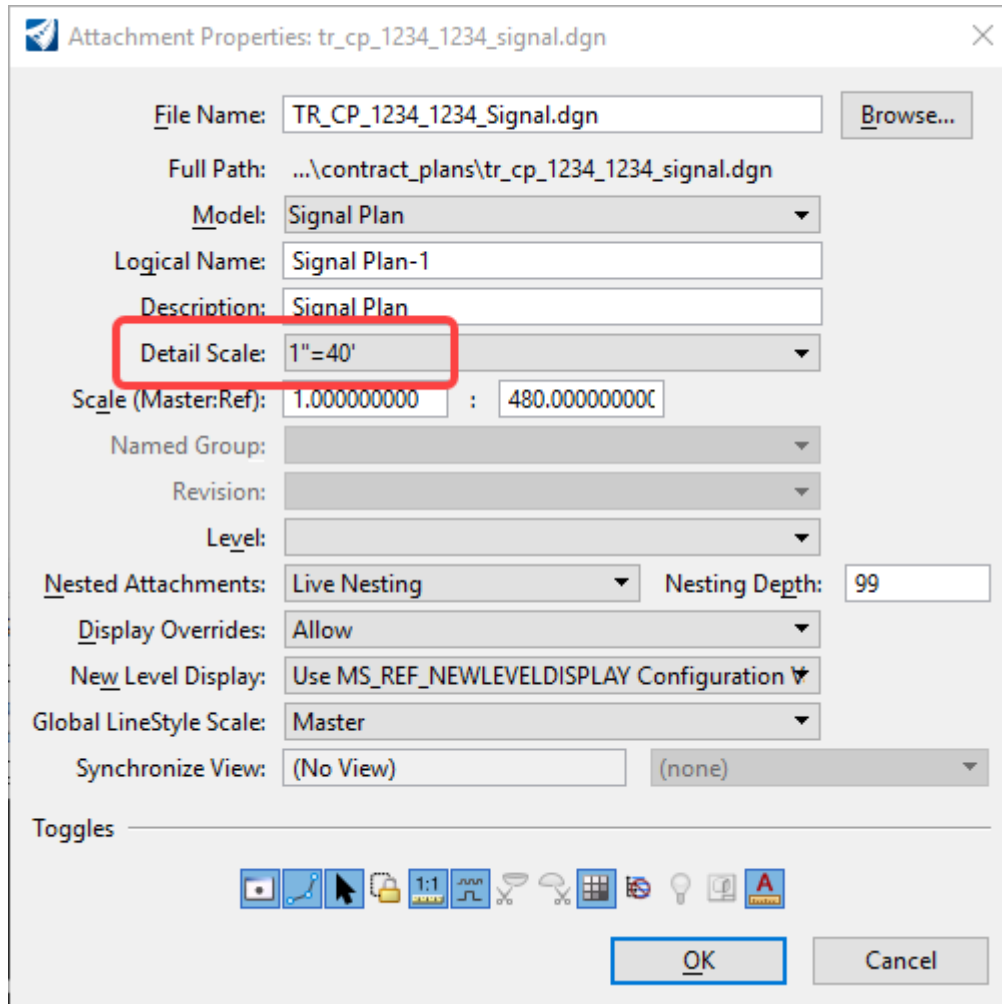 Attachment Properties: tr_cp_1234_1234_signal.dgn
File Name: TR_CP_1234_1234_Signal.dgn Browse...
Full Path: ...\contract_plans\tr_cp_1234_1234_signal.dgn
Model: Signal Plan
Logical Name: Signal Plan-1
Description: Signal Plan
Detail Scale: 1"=40'
Scale (Master:Ref): 1.000000000 : 480.000000000
Named Group:
Revision:
Level:
Nested Attachments: Live Nesting Nesting Depth: 99
Display Overrides: Allow
New Level Display: Use MS_REF_NEWLEVELDISPLAY Configuration
Global LineStyle Scale: Master
Synchronize View: (No View) (none)
Toggles
1:1 A
OK Cancel